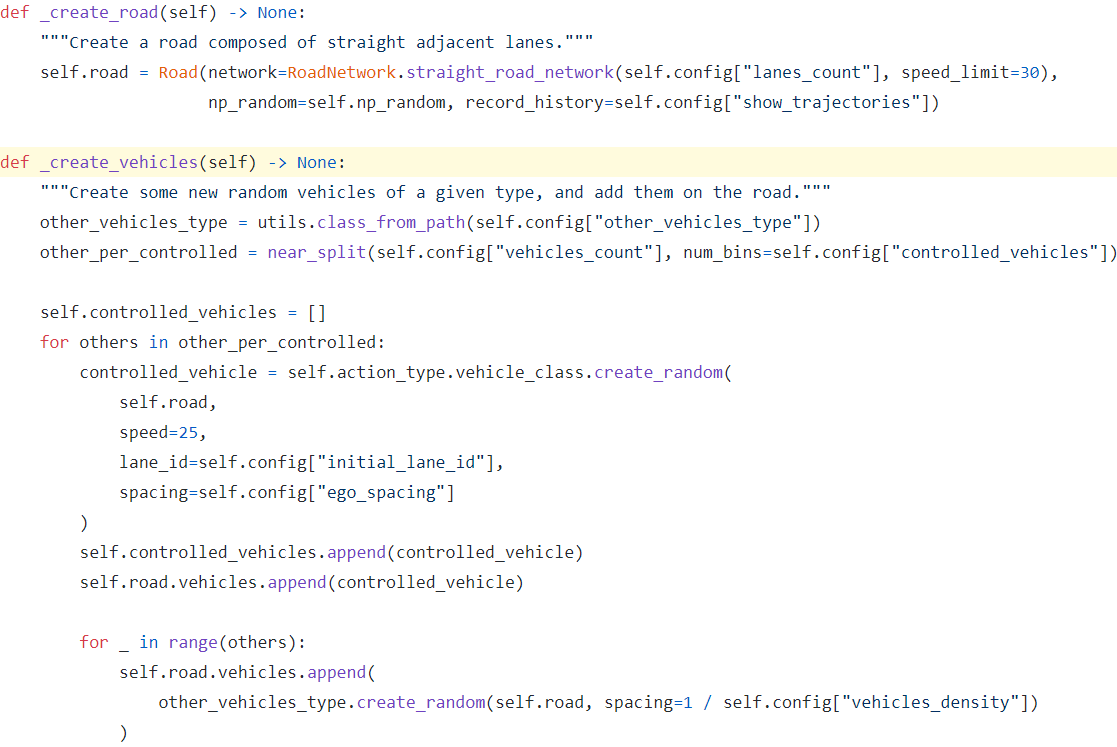 def _create_road(self) -> None:
    """Create a road composed of straight adjacent lanes."""
    self.road = Road(network=RoadNetwork.straight_road_network(self.config["lanes_count"], speed_limit=30),
                     np_random=self.np_random, record_history=self.config["show_trajectories"])

def _create_vehicles(self) -> None:
    """Create some new random vehicles of a given type, and add them on the road."""
    other_vehicles_type = utils.class_from_path(self.config["other_vehicles_type"])
    other_per_controlled = near_split(self.config["vehicles_count"], num_bins=self.config["controlled_vehicles"])

    self.controlled_vehicles = []
    for others in other_per_controlled:
        controlled_vehicle = self.action_type.vehicle_class.create_random(
            self.road,
            speed=25,
            lane_id=self.config["initial_lane_id"],
            spacing=self.config["ego_spacing"]
        )
        self.controlled_vehicles.append(controlled_vehicle)
        self.road.vehicles.append(controlled_vehicle)

        for _ in range(others):
            self.road.vehicles.append(
                other_vehicles_type.create_random(self.road, spacing=1 / self.config["vehicles_density"])
            )